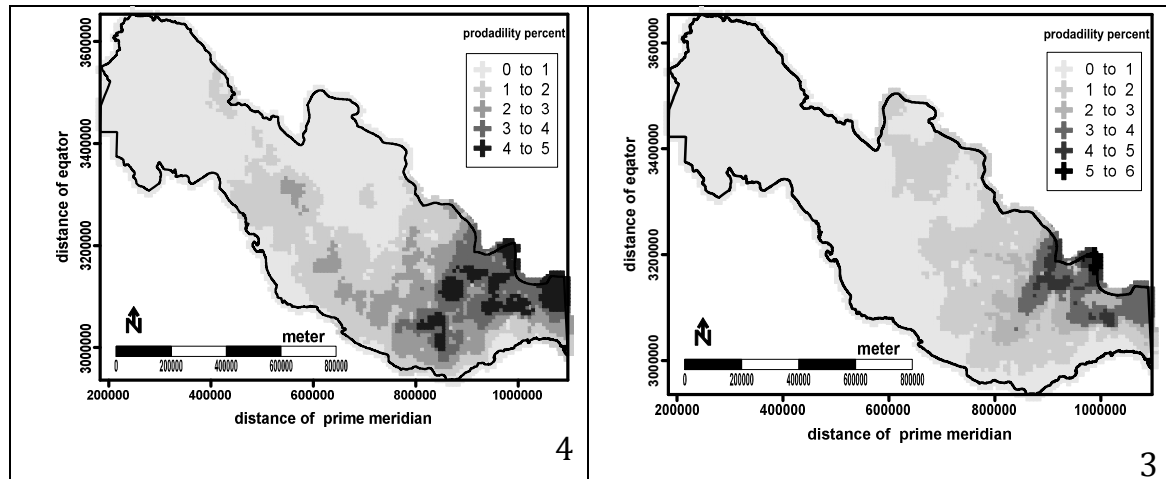 prodadility percent
0 to 1
1 to 2
2 to 3
3 to 4
4 to 5
distance of eqator
3600000
3400000
3200000
3000000
N
meter
0 200000 400000 600000 800000
200000 400000 600000 800000 1000000
distance of prime meridian
4
prodadility percent
0 to 1
1 to 2
2 to 3
3 to 4
4 to 5
5 to 6
distance of eqator
3600000
3400000
3200000
3000000
N
meter
0 200000 400000 600000 800000
200000 400000 600000 800000 1000000
distance of prime meridian
3